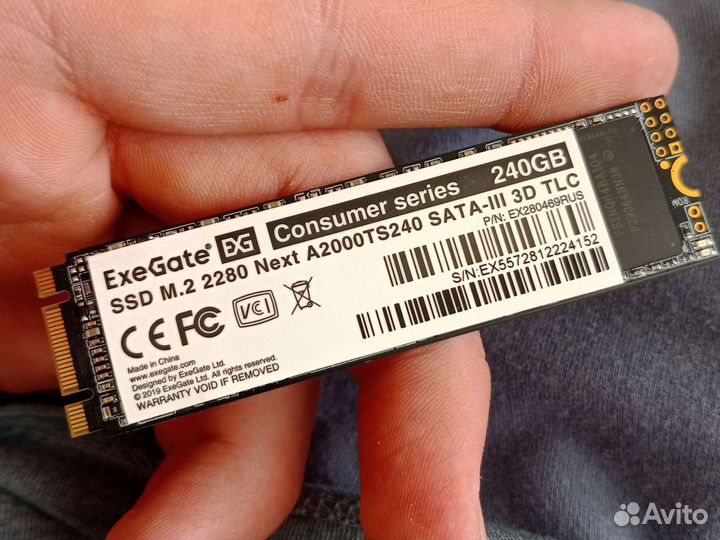 ExeGate® EXG Consumer series 240GB
SSD M.2 2280 Next A2000TS240 SATA-III 3D TLC
P/N: EX280469RUS
S/N:EX5572812224152
CE FC VCI
Made in China
www.exegate.com
Designed by ExeGate Ltd.
© 2019 ExeGate Ltd. All rights reserved.
WARRANTY VOID IF REMOVED
Avito